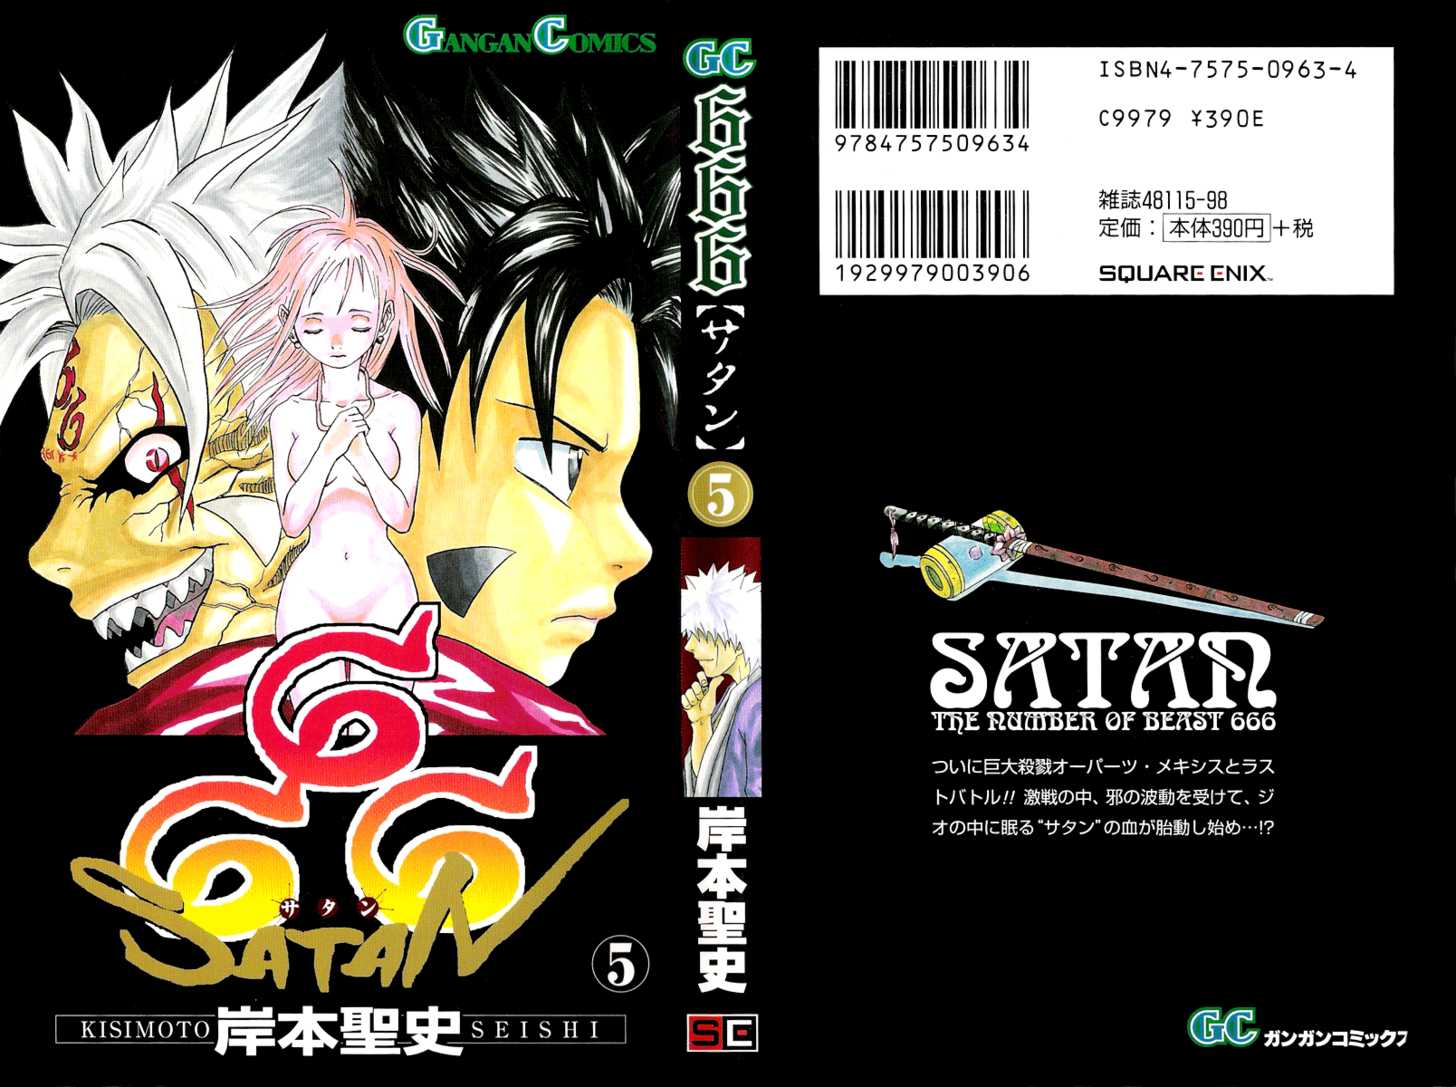 GANGAN COMICS
666
サタン
SATAN
5
KISIMOTO 岸本聖史 SEISHI
GC
666
【サタン】
5
岸本聖史
SE
ISBN4-7575-0963-4
C9979 ¥390E
9784757509634
雑誌48115-98
定価：本体390円+税
1929979003906
SQUARE ENIX™
SATAN
THE NUMBER OF BEAST 666
ついに巨大殺戮オーパーツ・メキシスとラス
トバトル!! 激戦の中、邪の波動を受けて、ジ
オの中に眠る“サタン”の血が胎動し始め…!?
GC ガンガンコミックス